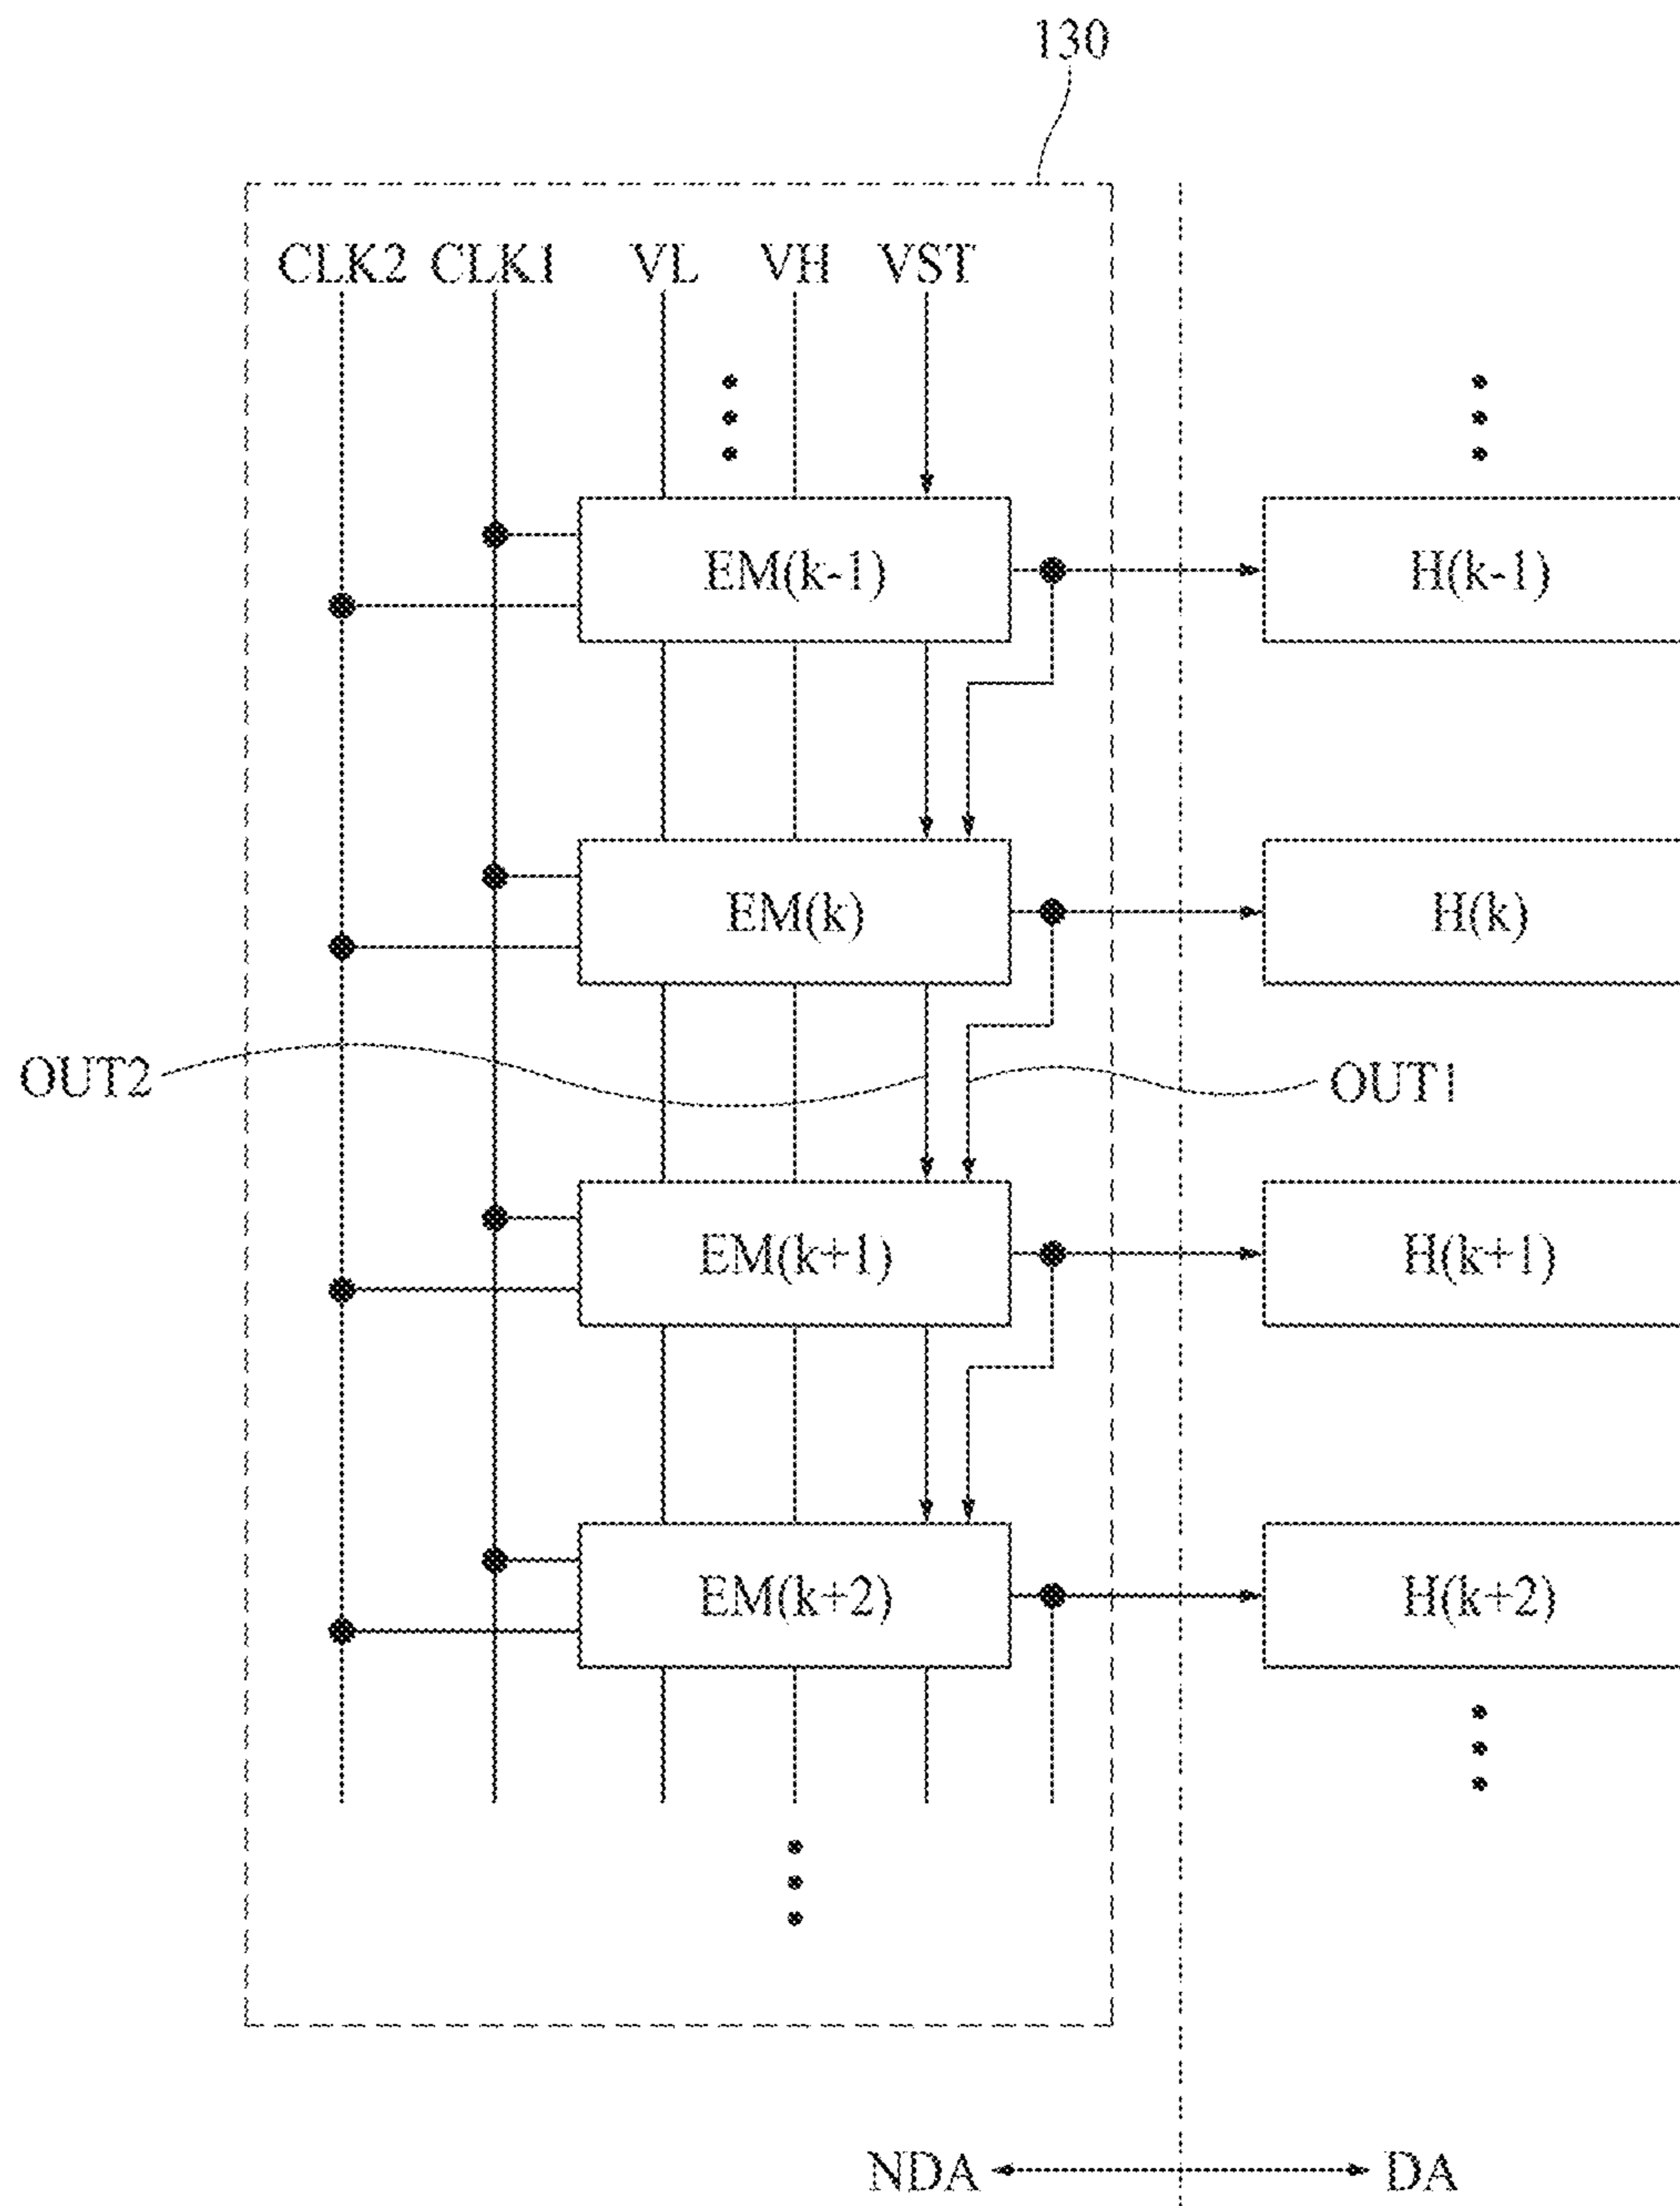 130
CLK2 CLK1 VL VH VST
EM(k-1) H(k-1)
EM(k) H(k)
OUT2 OUT1
EM(k+1) H(k+1)
EM(k+2) H(k+2)
NDA DA